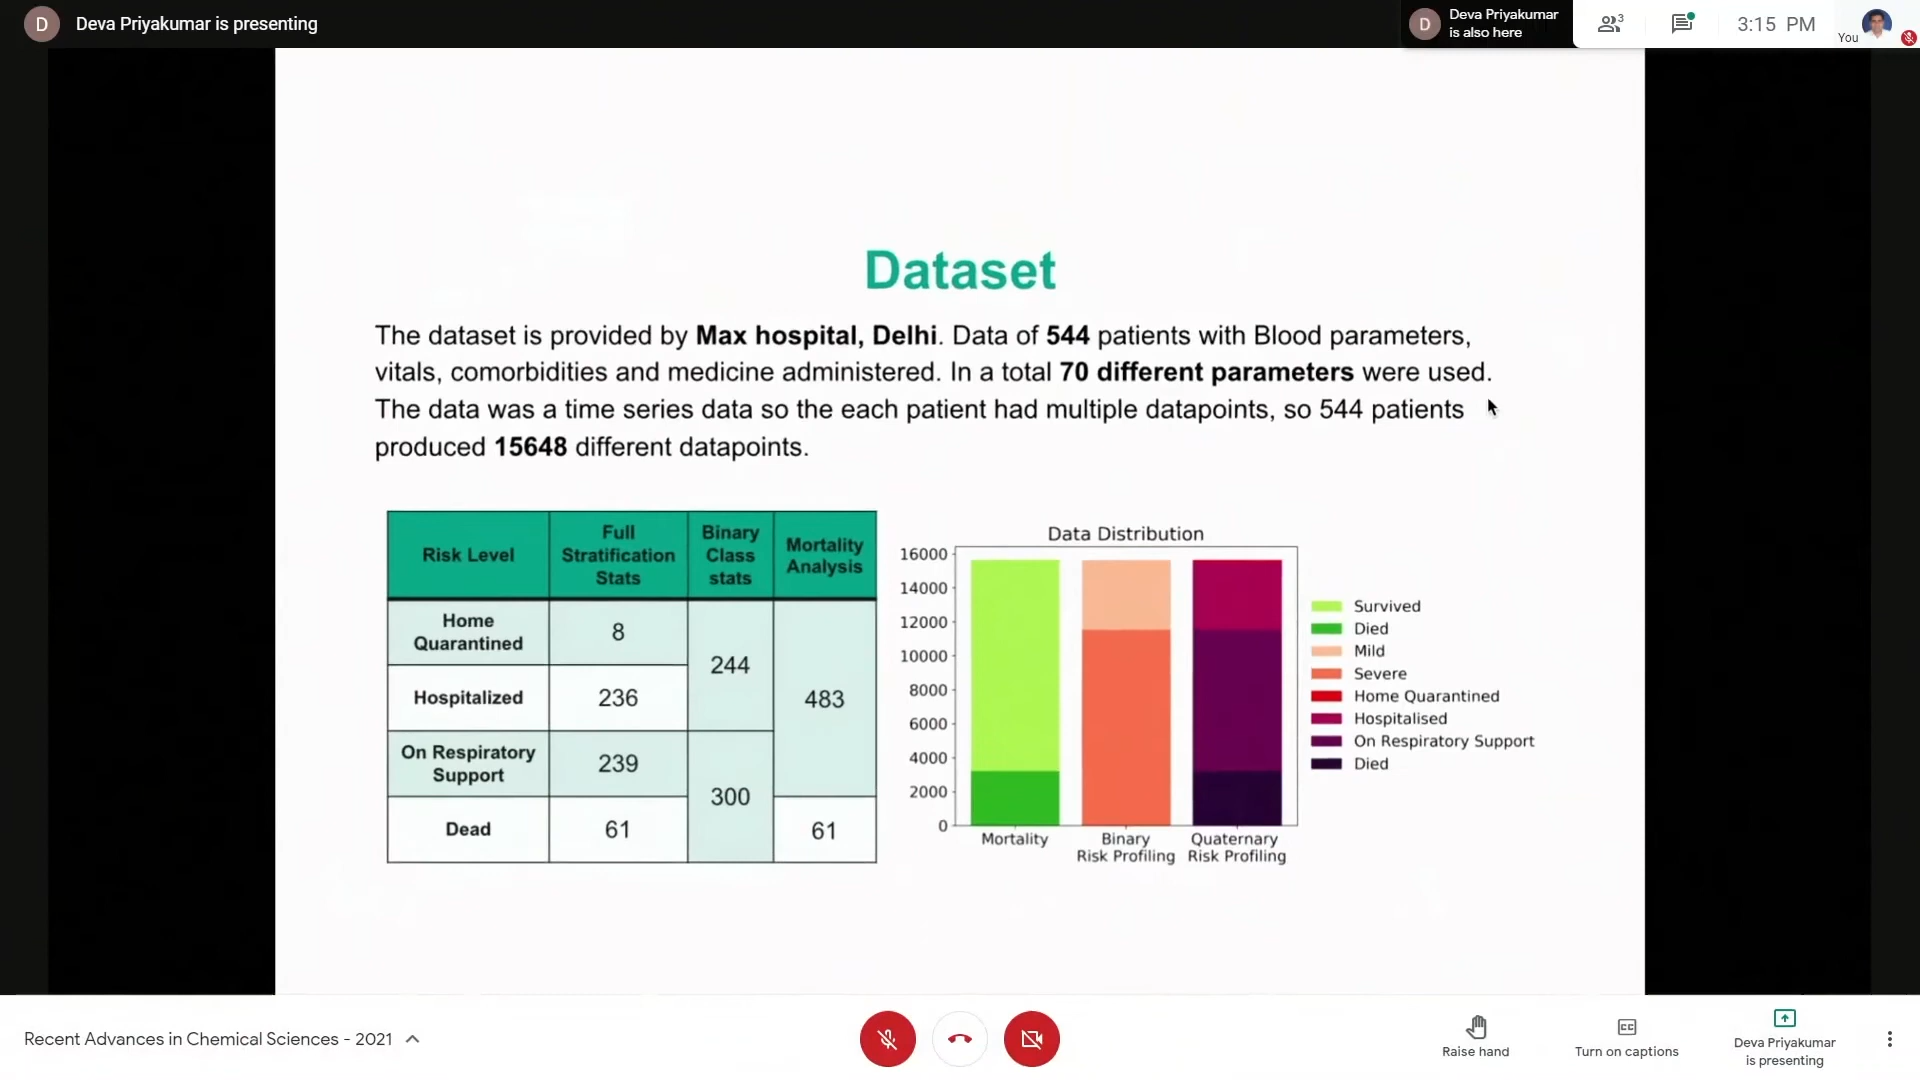 D
Deva Priyakumar is presenting
D
Deva Priyakumar
is also here
3
3:15 PM
You
Dataset
The dataset is provided by Max hospital, Delhi. Data of 544 patients with Blood parameters,
vitals, comorbidities and medicine administered. In a total 70 different parameters were used.
The data was a time series data so the each patient had multiple datapoints, so 544 patients
produced 15648 different datapoints.
Risk Level
Full
Stratification
Stats
Binary
Class
stats
Mortality
Analysis
Home
Quarantined
8
244
483
Hospitalized
236
On Respiratory
Support
239
300
Dead
61
61
Data Distribution
16000
14000
12000
10000
8000
6000
4000
2000
0
Mortality
Binary
Risk Profiling
Quaternary
Risk Profiling
Survived
Died
Mild
Severe
Home Quarantined
Hospitalised
On Respiratory Support
Died
Recent Advances in Chemical Sciences - 2021
Raise hand
CC
Turn on captions
Deva Priyakumar
is presenting